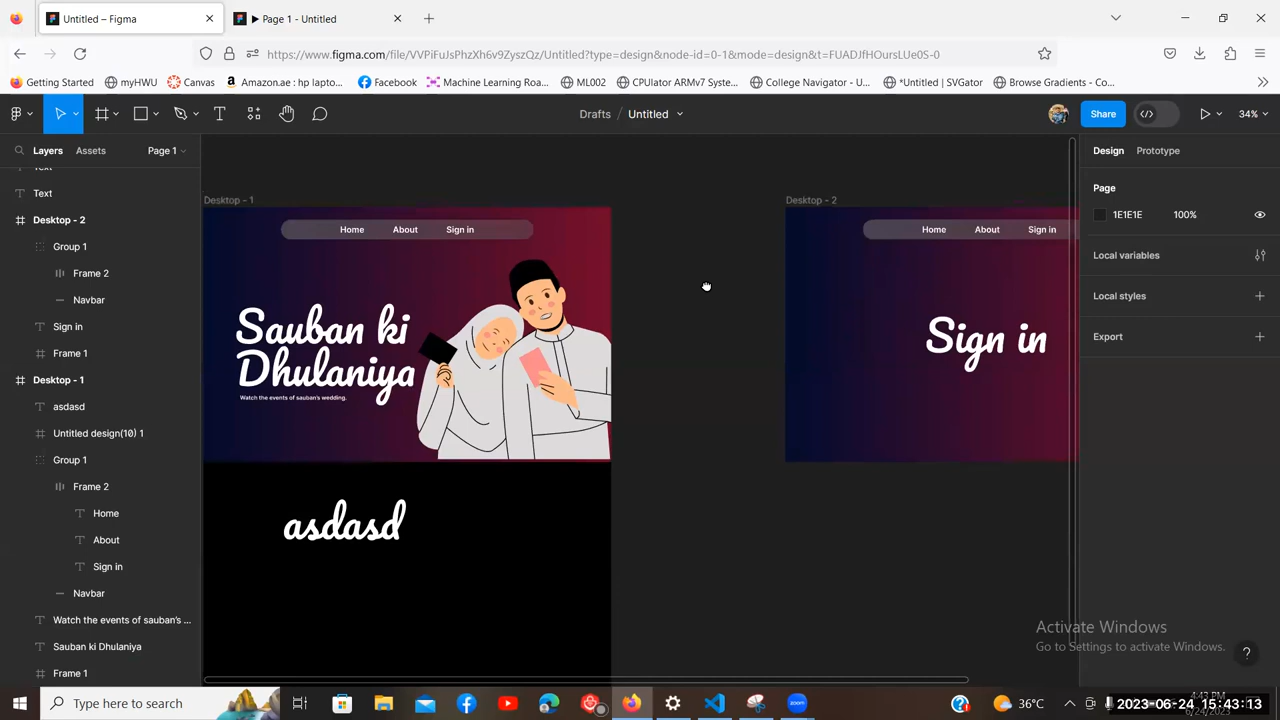 Untitled – Figma
Page 1 - Untitled
https://www.figma.com/file/VVPiFuJsPhzXh6v9ZyszQz/Untitled?type=design&node-id=0-1&mode=design&t=FUADJfHOursLUe0S-0
Getting Started myHWU Canvas Amazon.ae : hp lapto... Facebook Machine Learning Roa... ML002 CPUlator ARMv7 Syste... College Navigator - U... *Untitled | SVGator Browse Gradients - Co...
Drafts Untitled Share 34%
Layers Assets Page 1 Design Prototype
Text
Desktop - 2
Group 1
Frame 2
Navbar
Sign in
Frame 1
Desktop - 1
asdasd
Untitled design(10) 1
Group 1
Frame 2
Home
About
Sign in
Navbar
Watch the events of sauban's ...
Sauban ki Dhulaniya
Frame 1
Desktop - 1
Home About Sign in
Sauban ki
Dhulaniya
Watch the events of sauban's wedding.
asdasd
Desktop - 2
Home About Sign in
Sign in
Page
1E1E1E 100%
Local variables
Local styles
Export
Activate Windows
Go to Settings to activate Windows.
Type here to search
36°C
2023-06-24 15:43:13